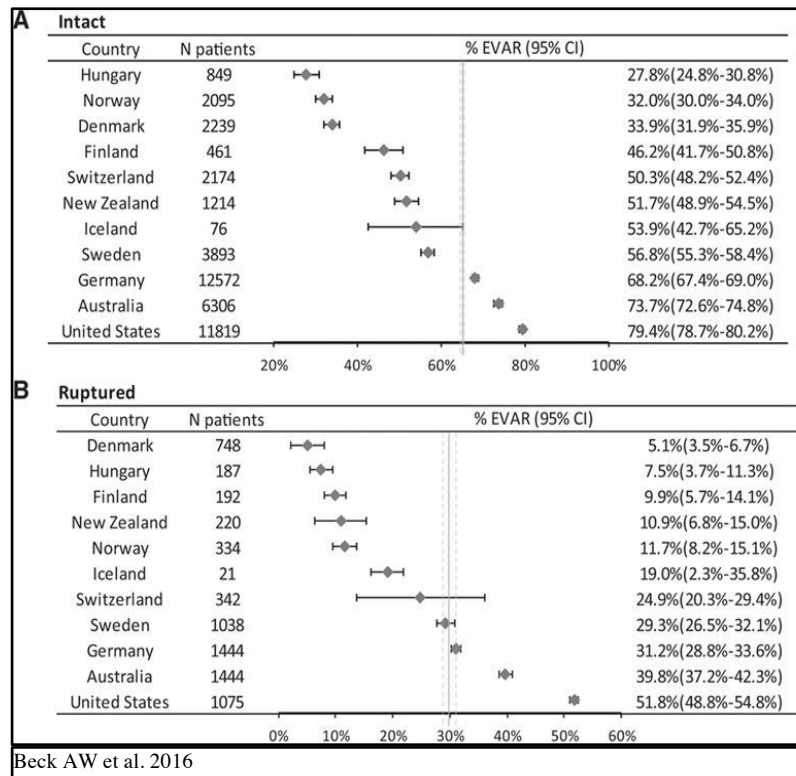 A Intact
Country N patients % EVAR (95% CI)
Hungary 849 27.8%(24.8%-30.8%)
Norway 2095 32.0%(30.0%-34.0%)
Denmark 2239 33.9%(31.9%-35.9%)
Finland 461 46.2%(41.7%-50.8%)
Switzerland 2174 50.3%(48.2%-52.4%)
New Zealand 1214 51.7%(48.9%-54.5%)
Iceland 76 53.9%(42.7%-65.2%)
Sweden 3893 56.8%(55.3%-58.4%)
Germany 12572 68.2%(67.4%-69.0%)
Australia 6306 73.7%(72.6%-74.8%)
United States 11819 79.4%(78.7%-80.2%)
20% 40% 60% 80% 100%
B Ruptured
Country N patients % EVAR (95% CI)
Denmark 748 5.1%(3.5%-6.7%)
Hungary 187 7.5%(3.7%-11.3%)
Finland 192 9.9%(5.7%-14.1%)
New Zealand 220 10.9%(6.8%-15.0%)
Norway 334 11.7%(8.2%-15.1%)
Iceland 21 19.0%(2.3%-35.8%)
Switzerland 342 24.9%(20.3%-29.4%)
Sweden 1038 29.3%(26.5%-32.1%)
Germany 1444 31.2%(28.8%-33.6%)
Australia 1444 39.8%(37.2%-42.3%)
United States 1075 51.8%(48.8%-54.8%)
0% 10% 20% 30% 40% 50% 60%
Beck AW et al. 2016